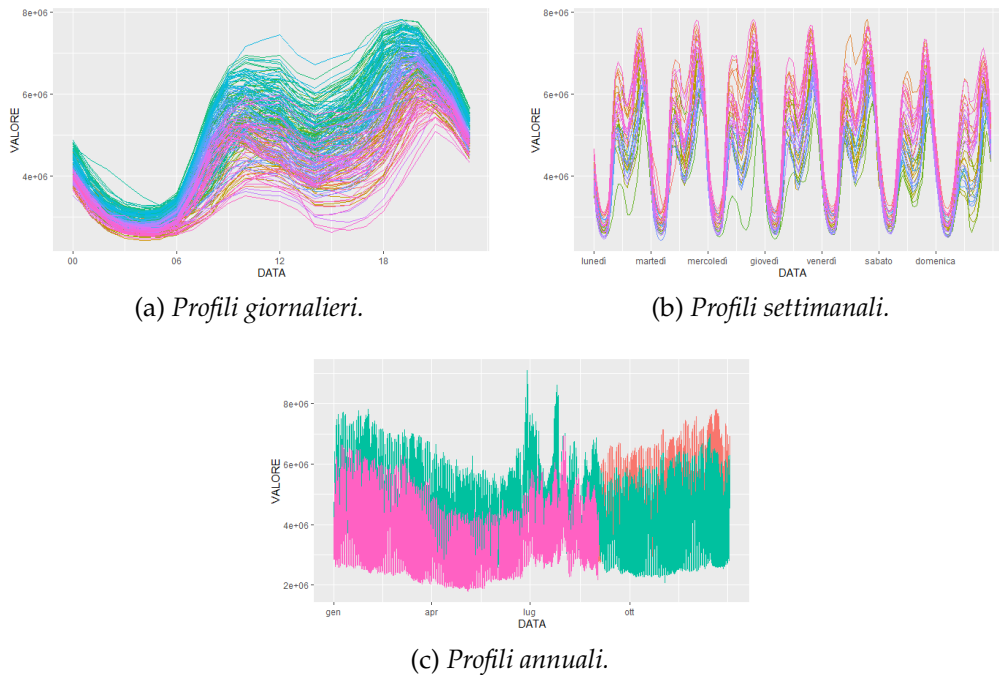 8e+06
6e+06
4e+06
VALORE
00
06
12
18
DATA
(a) Profili giornalieri.
8e+06
6e+06
4e+06
VALORE
lunedì
martedì
mercoledì
giovedì
venerdì
sabato
domenica
DATA
(b) Profili settimanali.
8e+06
6e+06
4e+06
2e+06
VALORE
gen
apr
lug
ott
DATA
(c) Profili annuali.